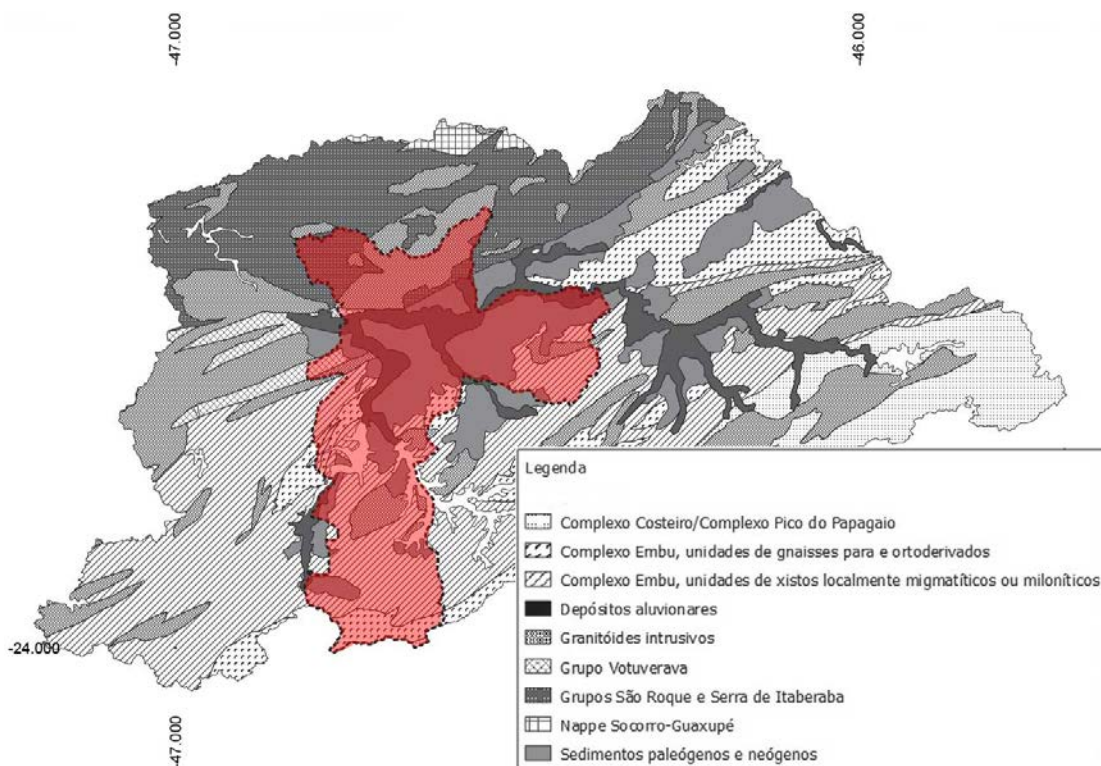 -47.000
-46.000
-24.000
-47.000
Legenda
Complexo Costeiro/Complexo Pico do Papagaio
Complexo Embu, unidades de gnaisses para e ortoderivados
Complexo Embu, unidades de xistos localmente migmatíticos ou miloníticos
Depósitos aluvionares
Granitóides intrusivos
Grupo Votuverava
Grupos São Roque e Serra de Itaberaba
Nappe Socorro-Guaxupé
Sedimentos paleógenos e neógenos